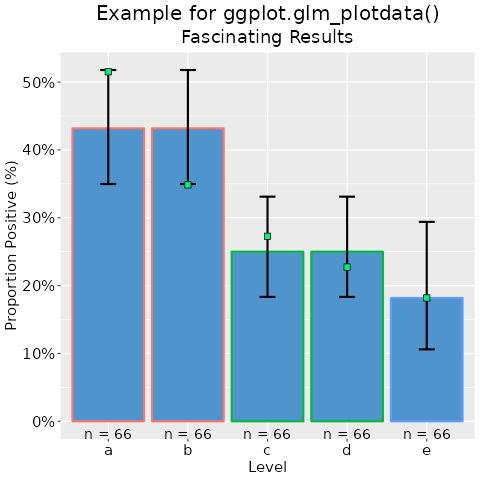 Example for ggplot.glm_plotdata()
Fascinating Results
Proportion Positive (%)
50%
40%
30%
20%
10%
0%
n = 66 n = 66 n = 66 n = 66 n = 66
a b c d e
Level